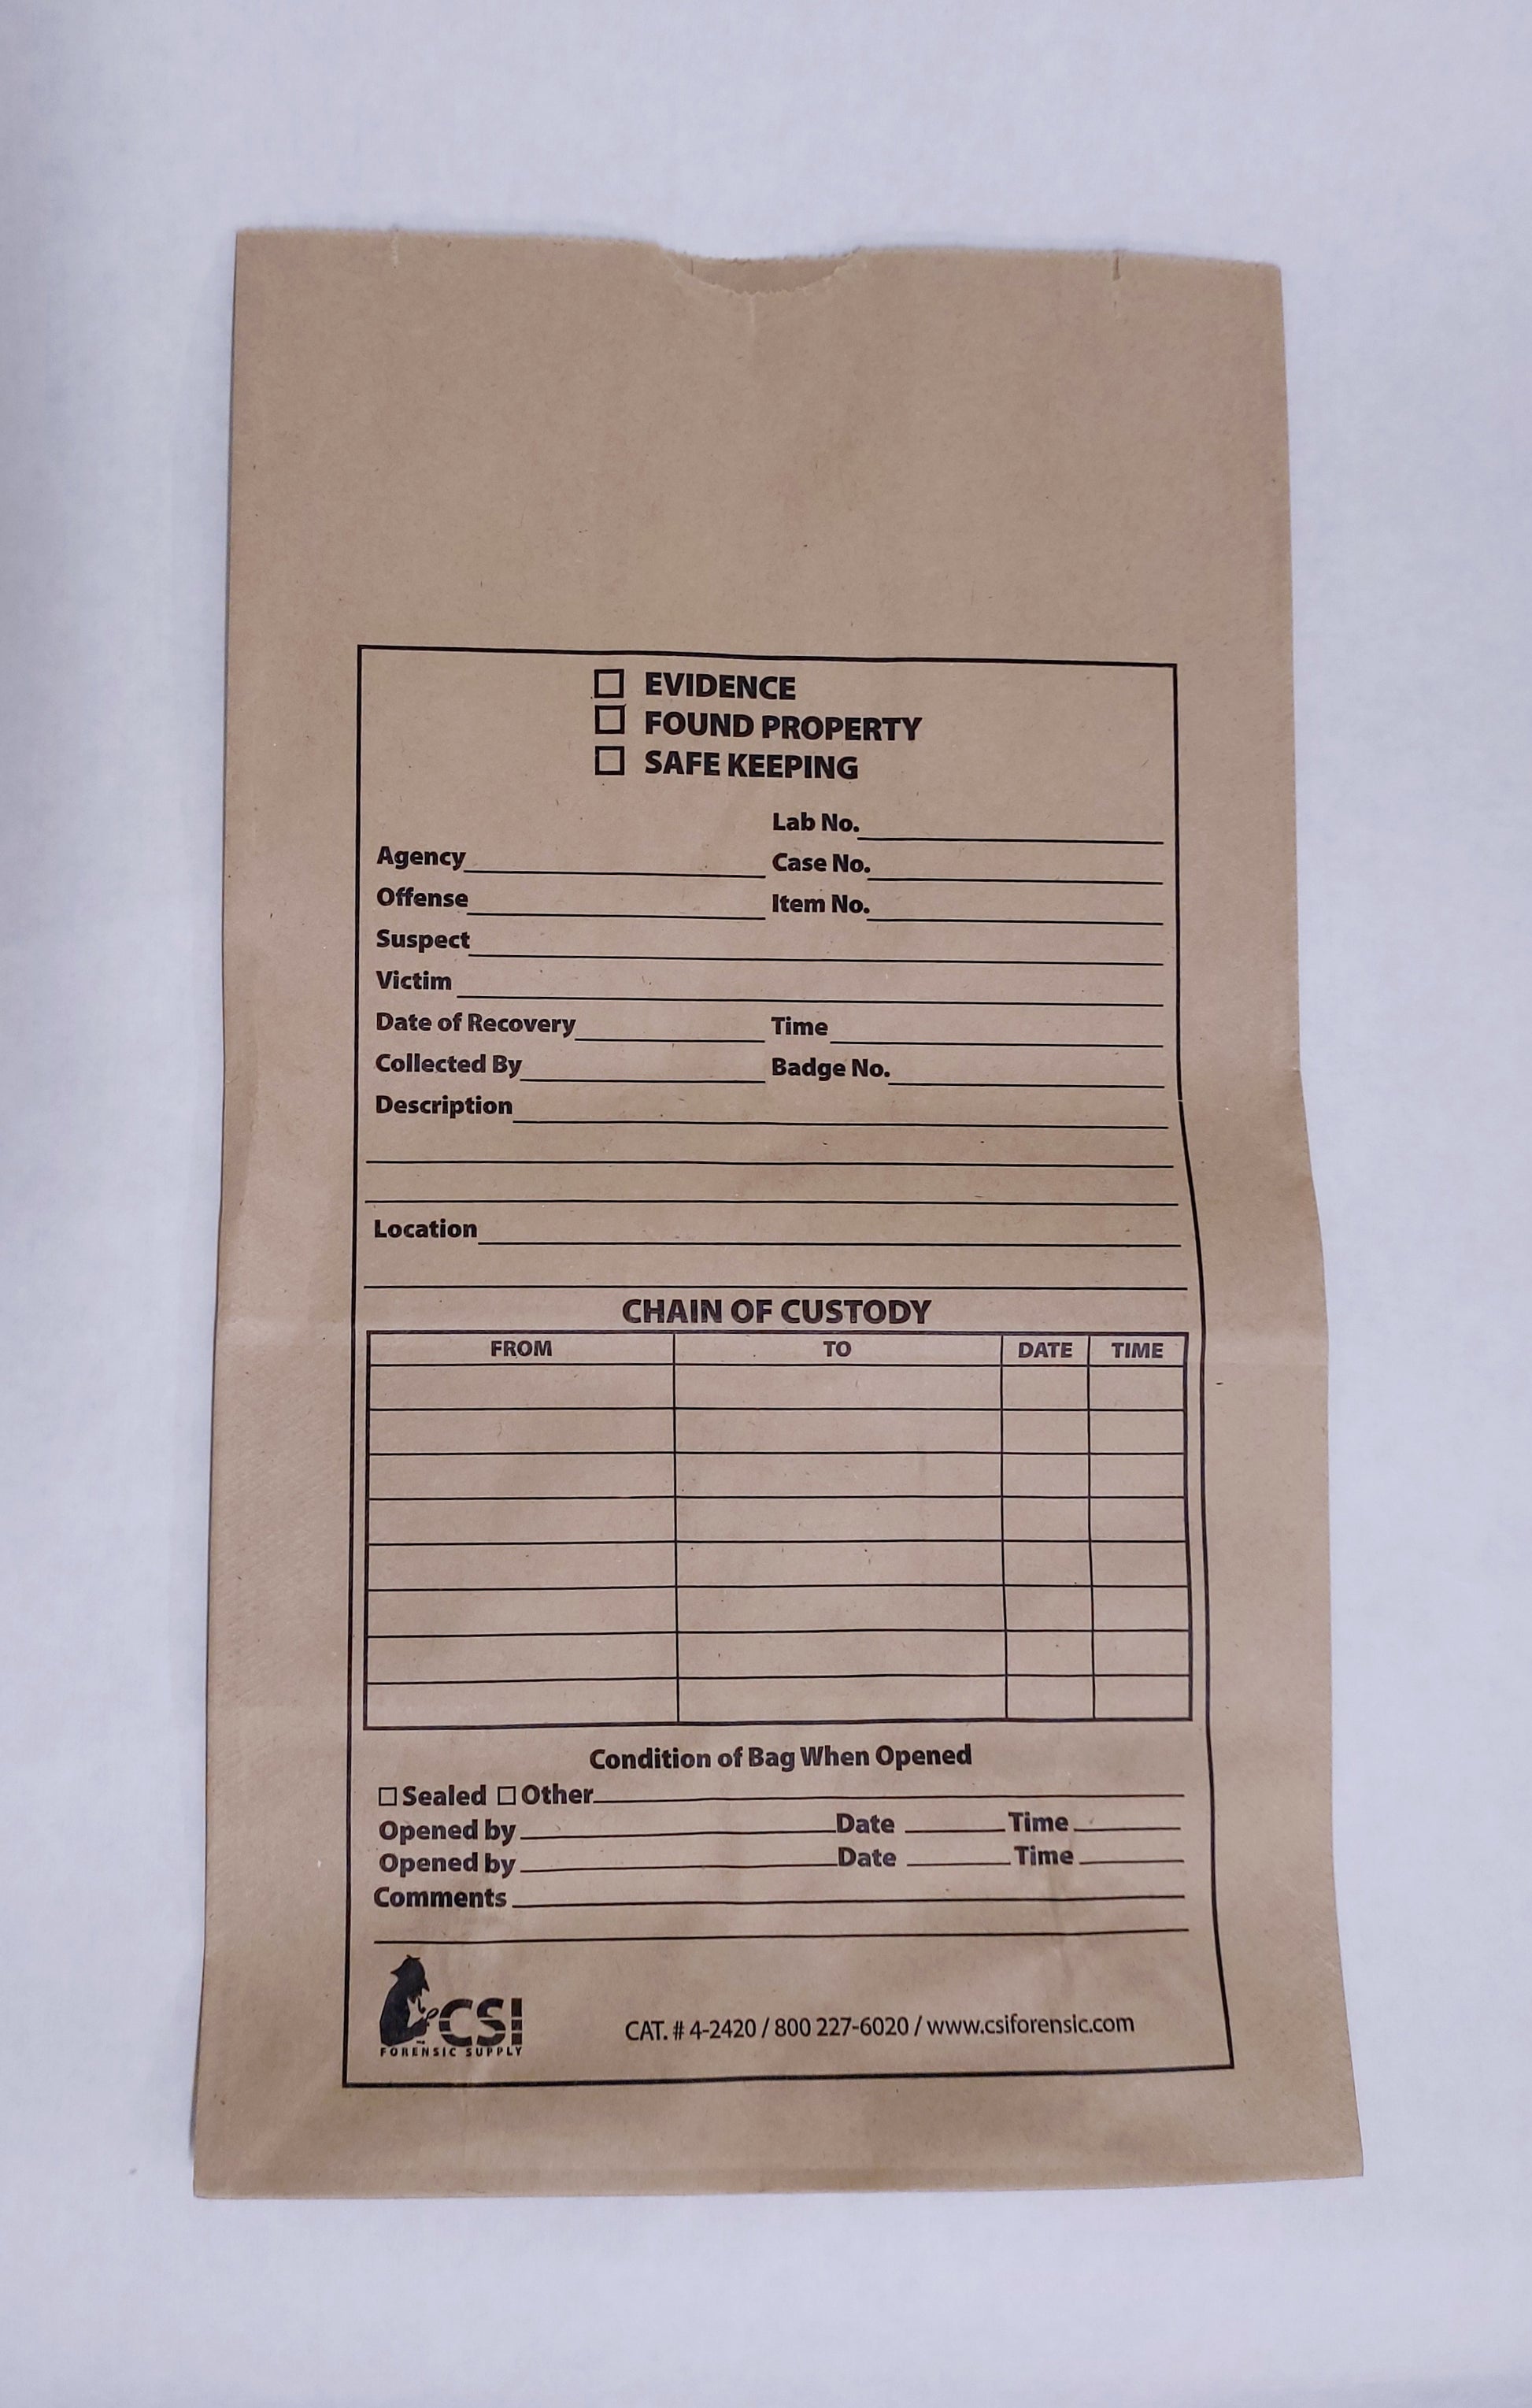 EVIDENCE
FOUND PROPERTY
SAFE KEEPING
Lab No.
Agency Case No.
Offense Item No.
Suspect
Victim
Date of Recovery Time
Collected By Badge No.
Description
Location
CHAIN OF CUSTODY
FROM TO DATE TIME
Condition of Bag When Opened
Sealed Other
Opened by Date Time
Opened by Date Time
Comments
CSI
FORENSIC SUPPLY
CAT. # 4-2420 / 800 227-6020 / www.csiforensic.com